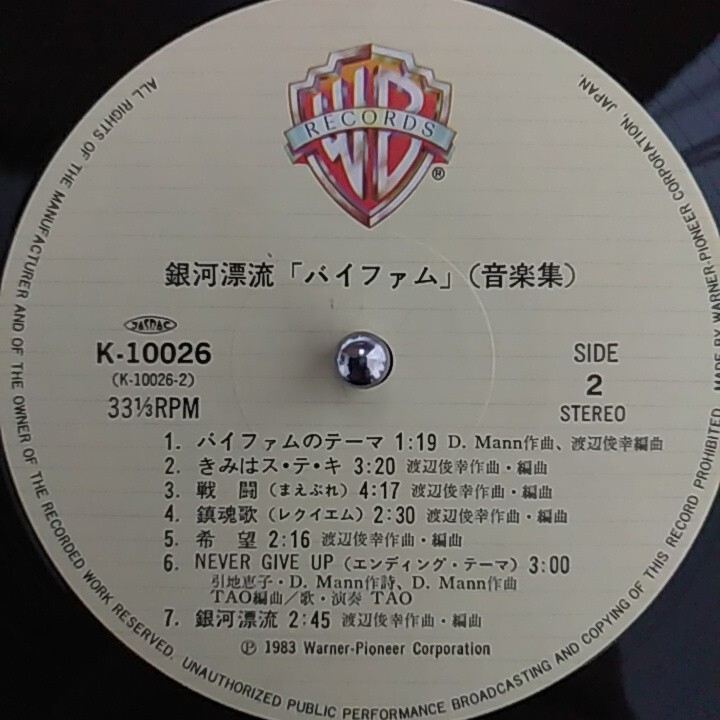 WB
RECORDS
®
銀河漂流「バイファム」(音楽集)
JASRAC
K-10026
(K-10026-2)
33⅓RPM
SIDE
2
STEREO
1. バイファムのテーマ 1:19 D. Mann作曲、渡辺俊幸編曲
2. きみはス・テ・キ 3:20 渡辺俊幸作曲・編曲
3. 戦 闘 (まえぶれ) 4:17 渡辺俊幸作曲・編曲
4. 鎮魂歌 (レクイエム) 2:30 渡辺俊幸作曲・編曲
5. 希 望 2:16 渡辺俊幸作曲・編曲
6. NEVER GIVE UP (エンディング・テーマ) 3:00
引地恵子・D. Mann作詩、D. Mann作曲
TAO編曲/歌・演奏 TAO
7. 銀河漂流 2:45 渡辺俊幸作曲・編曲
Ⓟ 1983 Warner-Pioneer Corporation
ALL RIGHTS OF THE MANUFACTURER AND OF THE OWNER OF THE RECORDED WORK RESERVED. UNAUTHORIZED PUBLIC PERFORMANCE BROADCASTING AND COPYING OF THIS RECORD PROHIBITED. MADE BY WARNER-PIONEER CORPORATION, JAPAN.